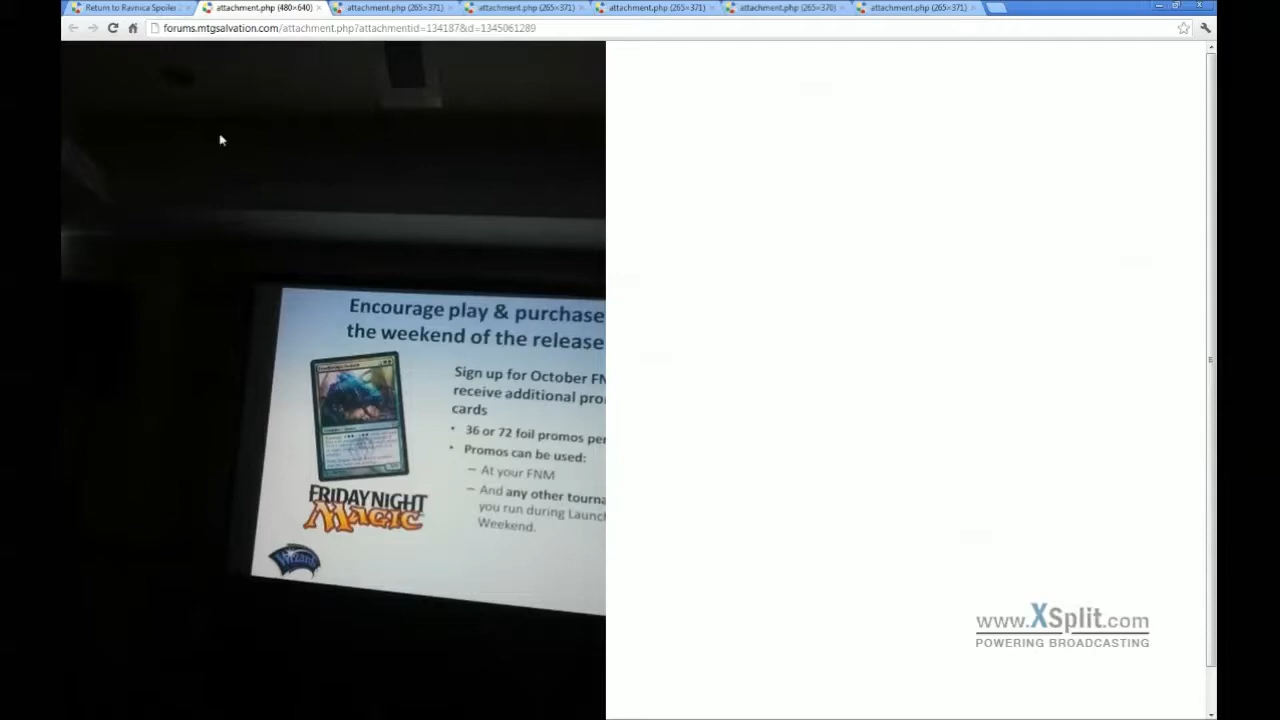 Return to Ravnica Spoiler
attachment.php (480×640)
attachment.php (265×371)
attachment.php (265×371)
attachment.php (265×371)
attachment.php (265×370)
attachment.php (265×371)
forums.mtgsalvation.com/attachment.php?attachmentid=134187&d=1345061289
Encourage play & purchase
the weekend of the release
Sign up for October FN
receive additional pro
cards
• 36 or 72 foil promos per
• Promos can be used:
– At your FNM
– And any other tourna
you run during Launc
Weekend.
FRIDAY NIGHT
MAGIC
Wizards
www.XSplit.com
POWERING BROADCASTING